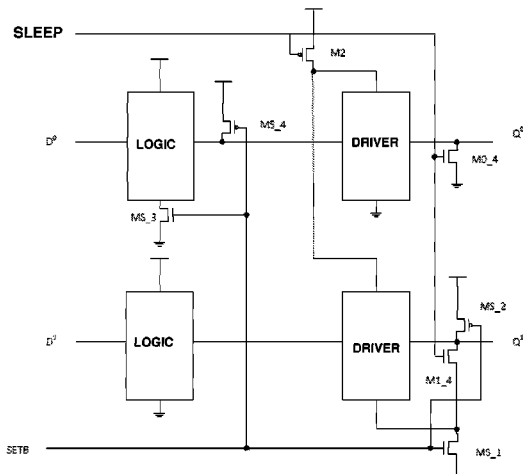 SLEEP
M2
MS_4
D⁰
LOGIC
DRIVER
Q⁰
M0_4
MS_3
MS_2
D¹
LOGIC
DRIVER
Q¹
M1_4
SETB
MS_1